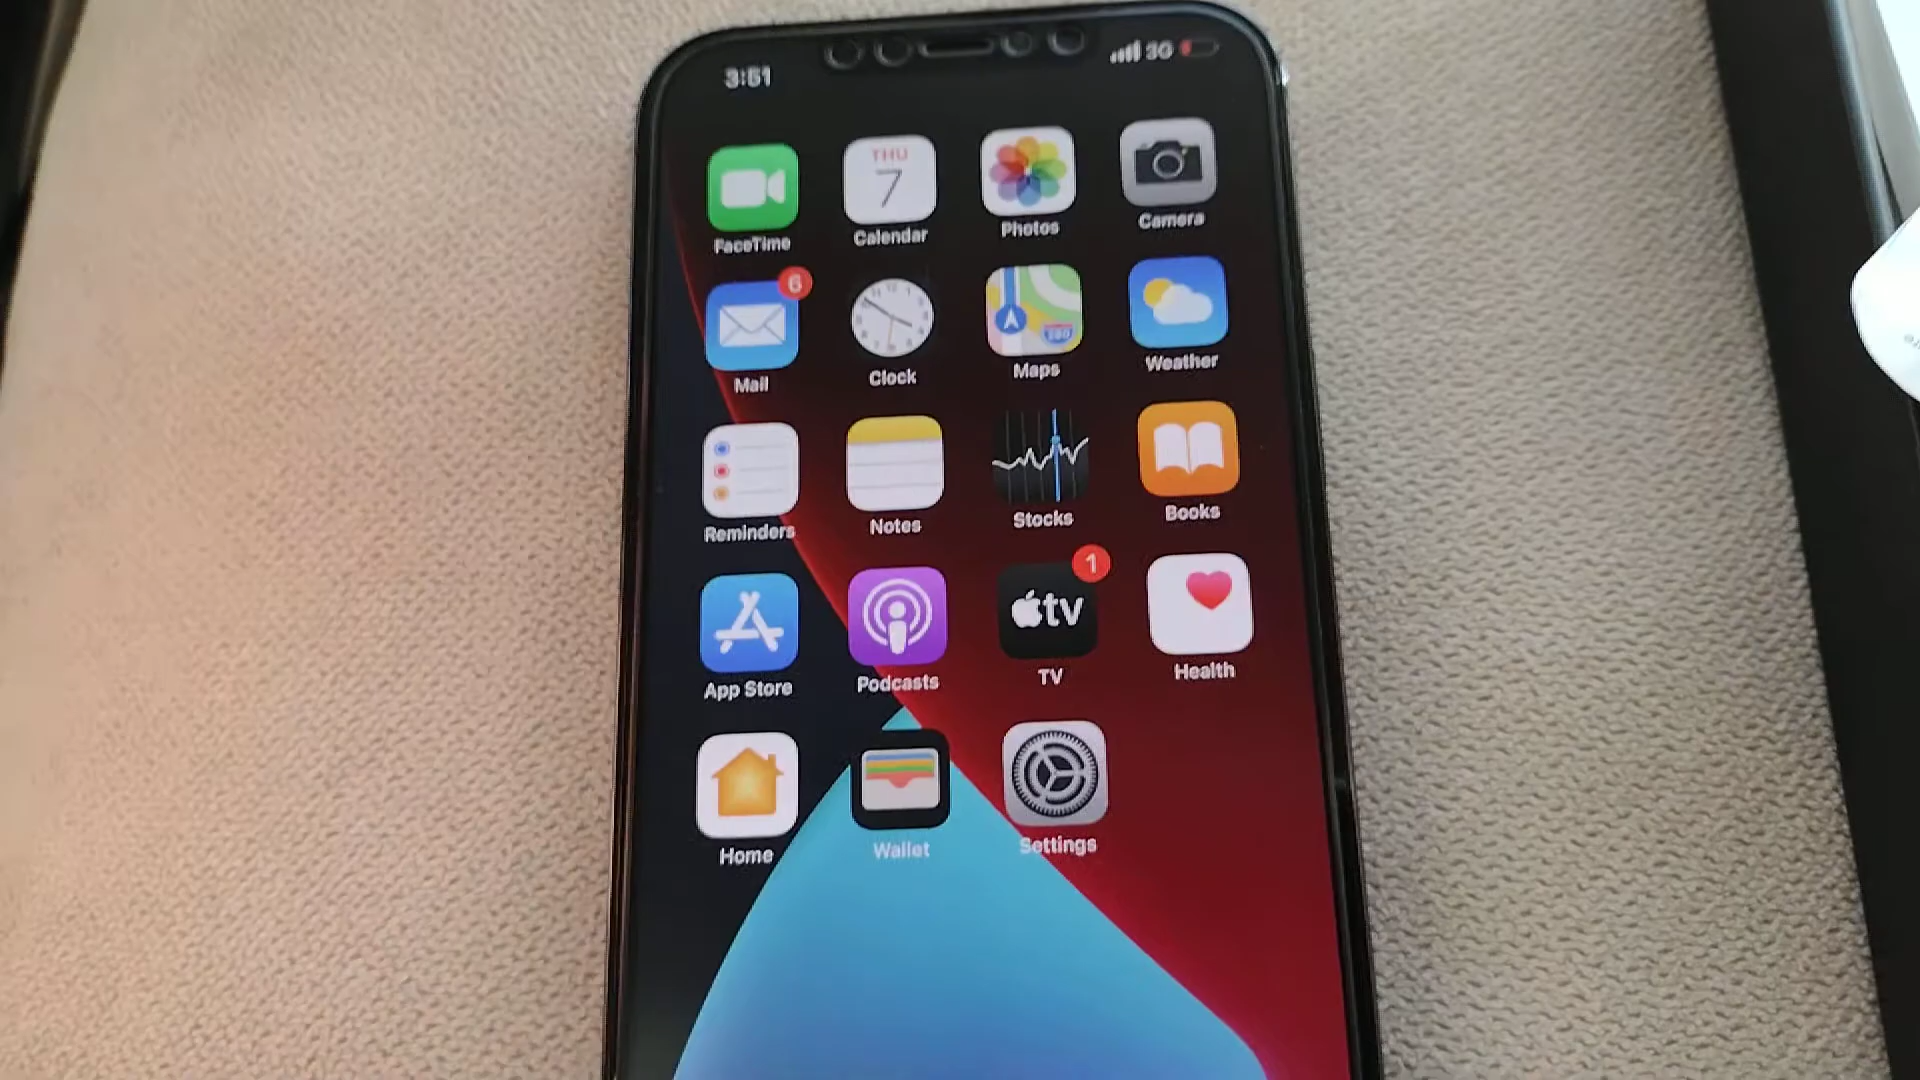 3:51 3G
THU
7
FaceTime Calendar Photos Camera
6
Mail Clock Maps Weather
Reminders Notes Stocks Books
1
tv
App Store Podcasts TV Health
Home Wallet Settings